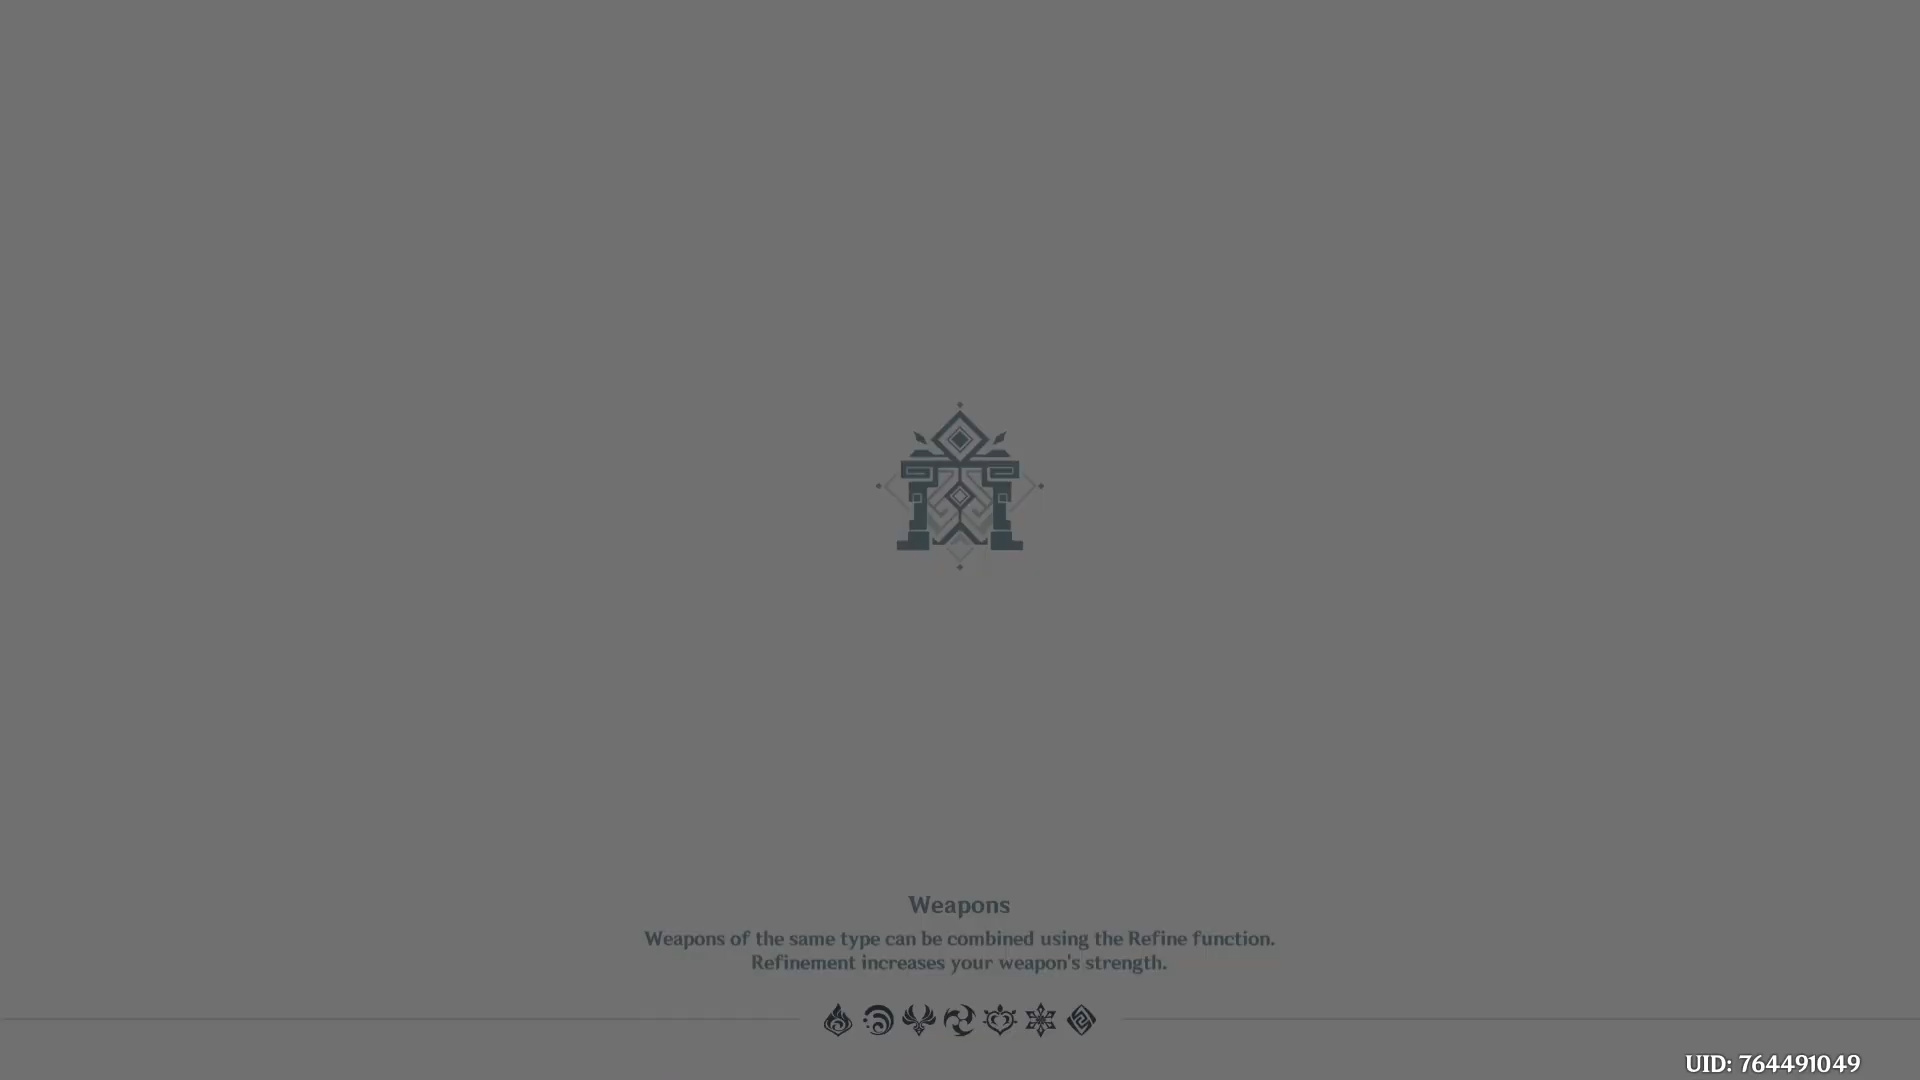 Weapons
Weapons of the same type can be combined using the Refine function.
Refinement increases your weapon's strength.
UID: 764491049